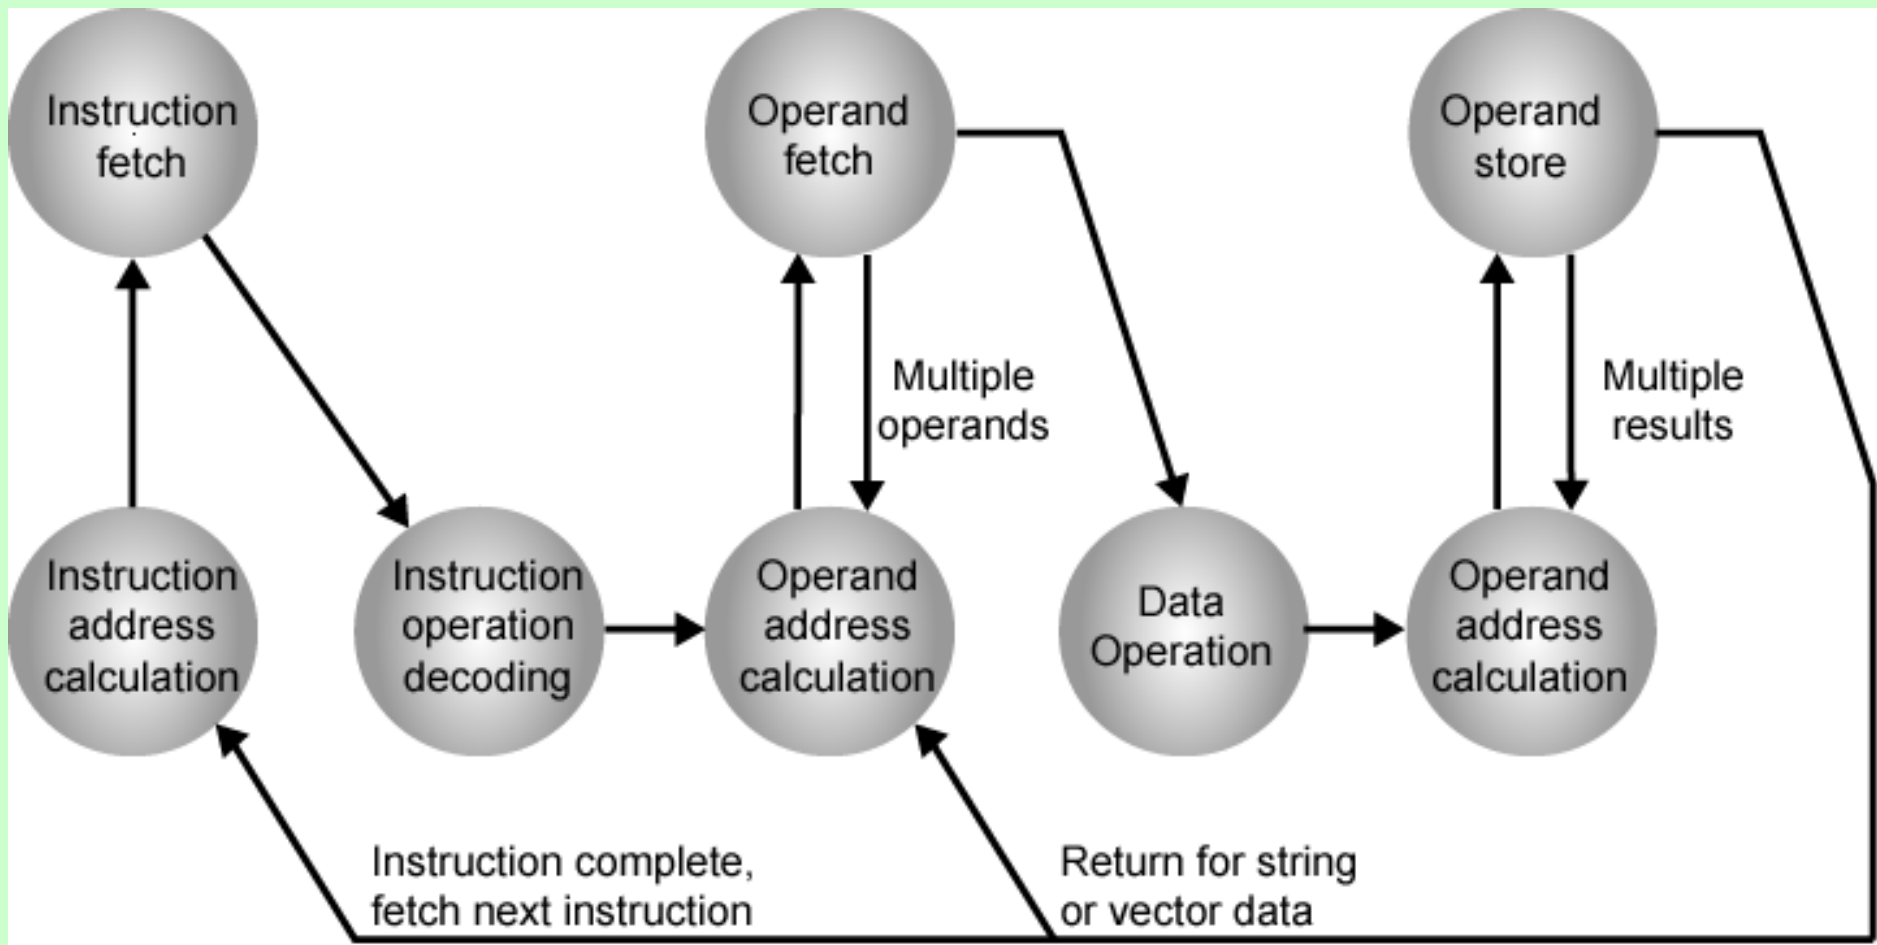 Instruction
fetch
Operand
fetch
Operand
store
Multiple
operands
Multiple
results
Instruction
address
calculation
Instruction
operation
decoding
Operand
address
calculation
Data
Operation
Operand
address
calculation
Instruction complete,
fetch next instruction
Return for string
or vector data